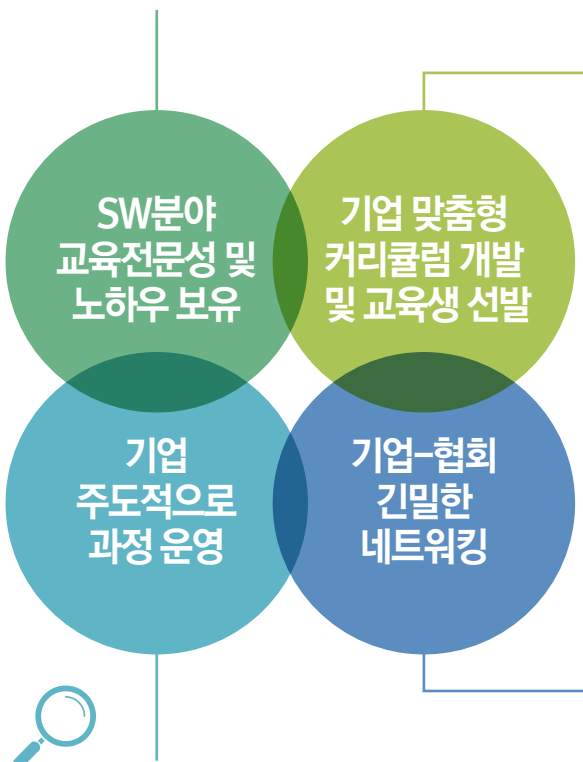 SW분야
교육전문성 및
노하우 보유
기업 맞춤형
커리큘럼 개발
및 교육생 선발
기업
주도적으로
과정 운영
기업-협회
긴밀한
네트워킹